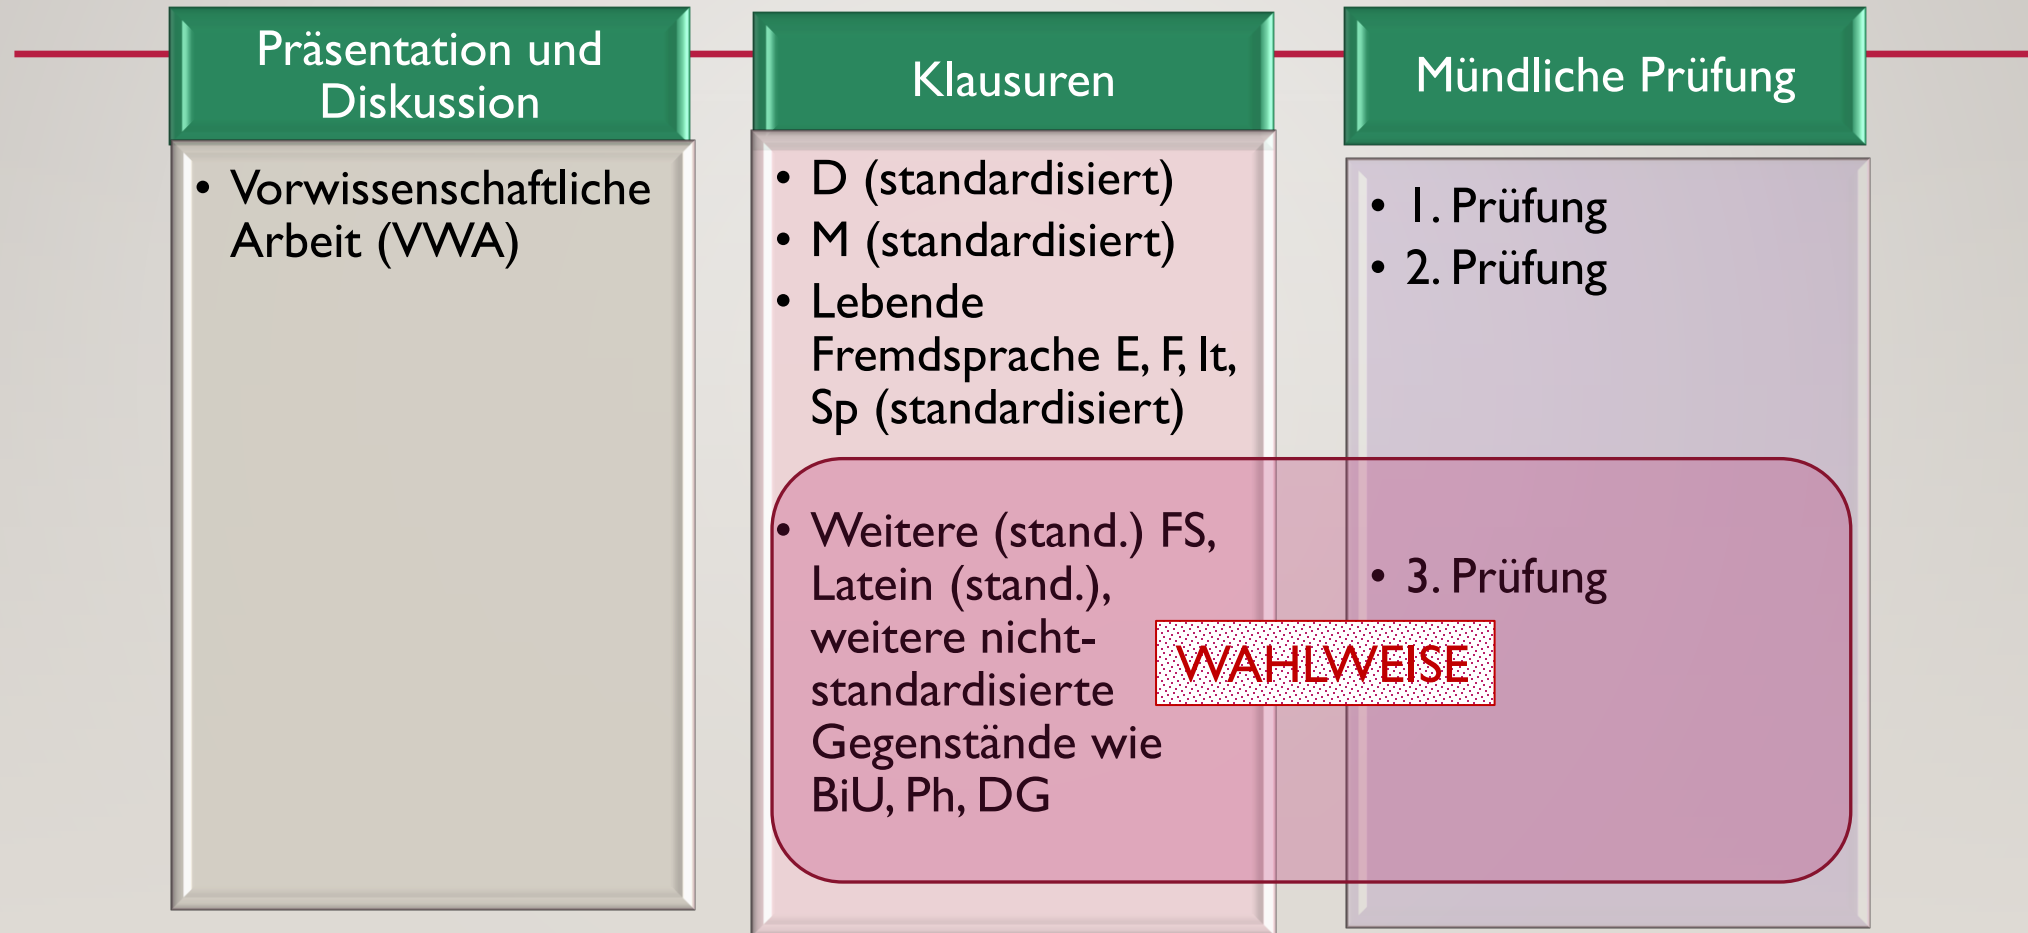 Präsentation und
Diskussion
• Vorwissenschaftliche
Arbeit (VWA)
Klausuren
• D (standardisiert)
• M (standardisiert)
• Lebende
Fremdsprache E, F, It,
Sp (standardisiert)
• Weitere (stand.) FS,
Latein (stand.),
weitere nicht-
standardisierte
Gegenstände wie
BiU, Ph, DG
Mündliche Prüfung
• 1. Prüfung
• 2. Prüfung
• 3. Prüfung
WAHLWEISE